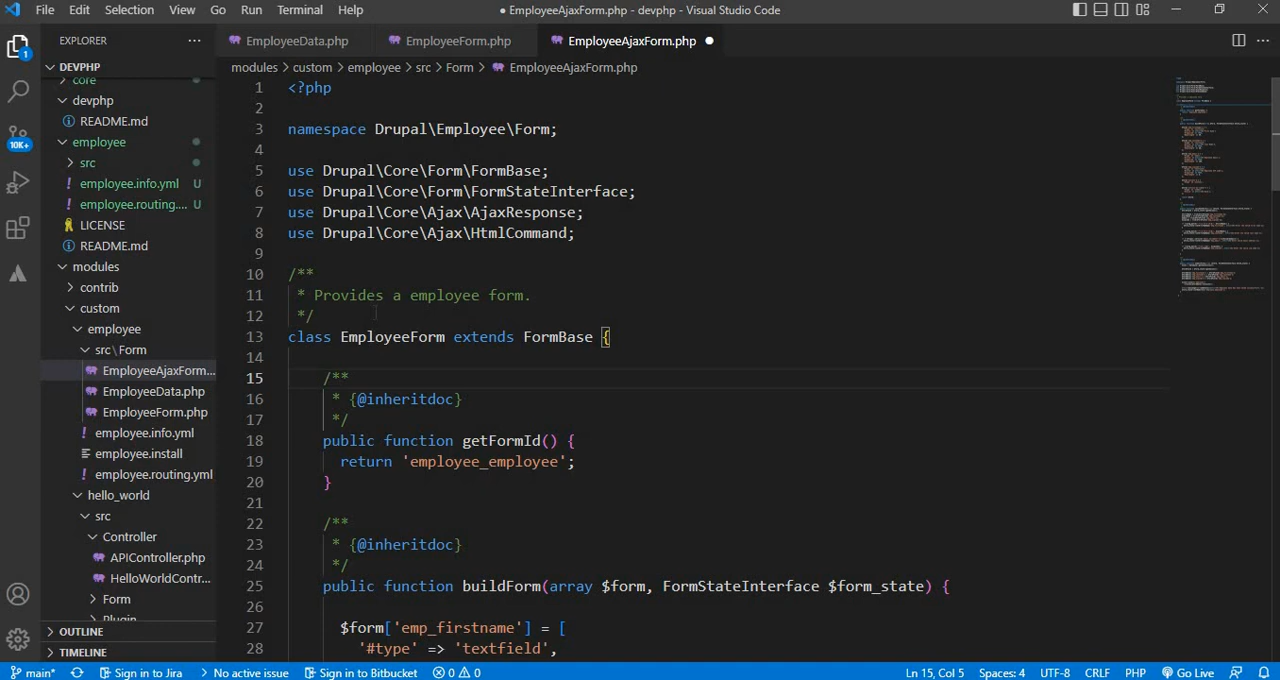 File Edit Selection View Go Run Terminal Help
● EmployeeAjaxForm.php - devphp - Visual Studio Code
EXPLORER ···
EmployeeData.php EmployeeForm.php EmployeeAjaxForm.php ●
DEVPHP
modules > custom > employee > src > Form > EmployeeAjaxForm.php
core
devphp
README.md
employee
src
employee.info.yml U
employee.routing.... U
LICENSE
README.md
modules
contrib
custom
employee
src\Form
EmployeeAjaxForm...
EmployeeData.php
EmployeeForm.php
employee.info.yml
employee.install
employee.routing.yml
hello_world
src
Controller
APIController.php
HelloWorldContr...
Form
Plugin
OUTLINE
TIMELINE
1
10K+
1 <?php
2
3 namespace Drupal\Employee\Form;
4
5 use Drupal\Core\Form\FormBase;
6 use Drupal\Core\Form\FormStateInterface;
7 use Drupal\Core\Ajax\AjaxResponse;
8 use Drupal\Core\Ajax\HtmlCommand;
9
10 /**
11 * Provides a employee form.
12 */
13 class EmployeeForm extends FormBase {
14
15 /**
16 * {@inheritdoc}
17 */
18 public function getFormId() {
19 return 'employee_employee';
20 }
21
22 /**
23 * {@inheritdoc}
24 */
25 public function buildForm(array $form, FormStateInterface $form_state) {
26
27 $form['emp_firstname'] = [
28 '#type' => 'textfield',
main* Sign in to Jira No active issue Sign in to Bitbucket 0 0 Ln 15, Col 5 Spaces: 4 UTF-8 CRLF PHP Go Live